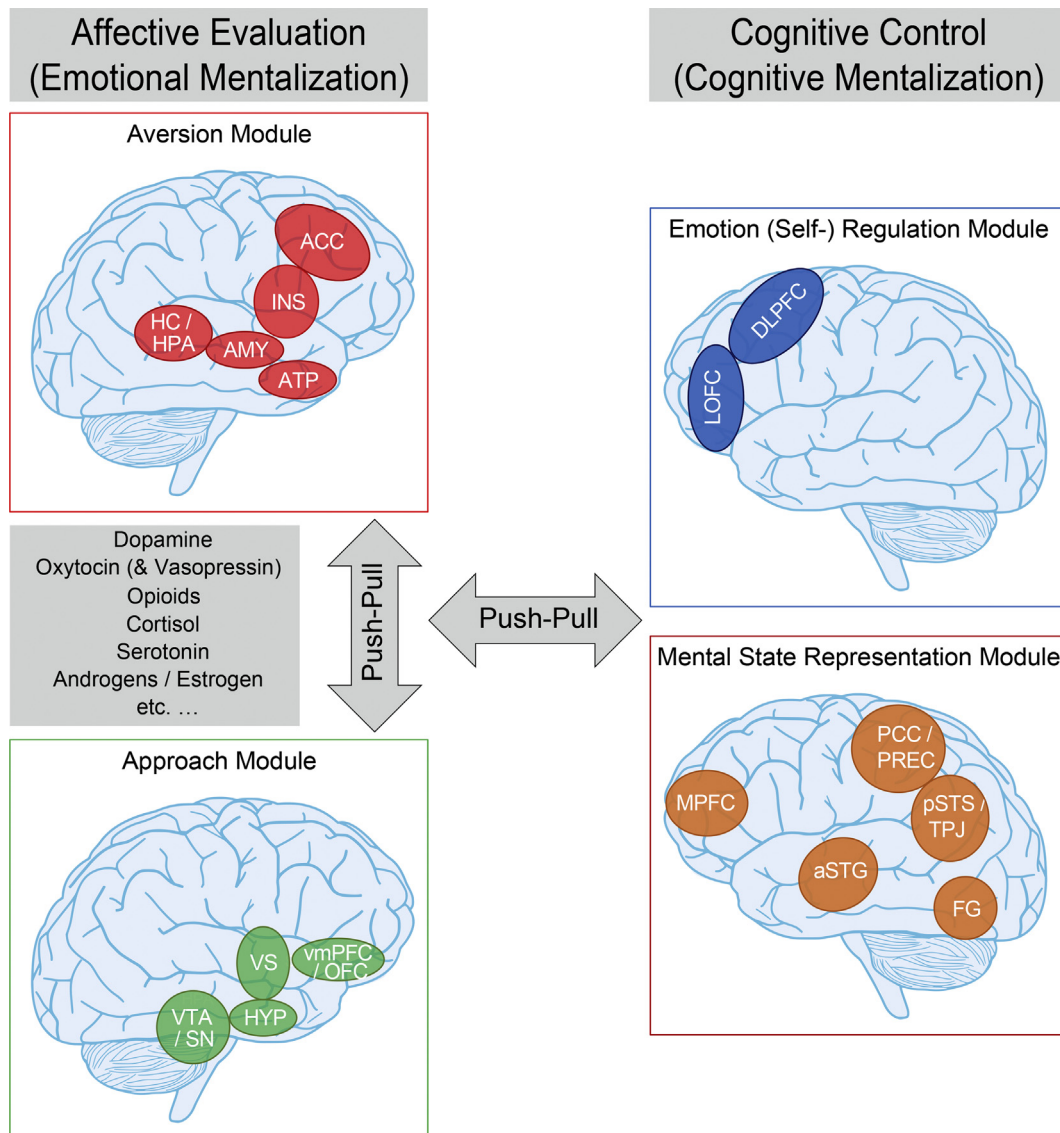 Affective Evaluation
(Emotional Mentalization)
Aversion Module
ACC
INS
HC /
HPA
AMY
ATP
Dopamine
Oxytocin (& Vasopressin)
Opioids
Cortisol
Serotonin
Androgens / Estrogen
etc. ...
Push-Pull
Push-Pull
Approach Module
VS
vmPFC
/ OFC
VTA
/ SN
HYP
Cognitive Control
(Cognitive Mentalization)
Emotion (Self-) Regulation Module
DLPFC
LOFC
Mental State Representation Module
PCC /
PREC
MPFC
pSTS /
TPJ
aSTG
FG